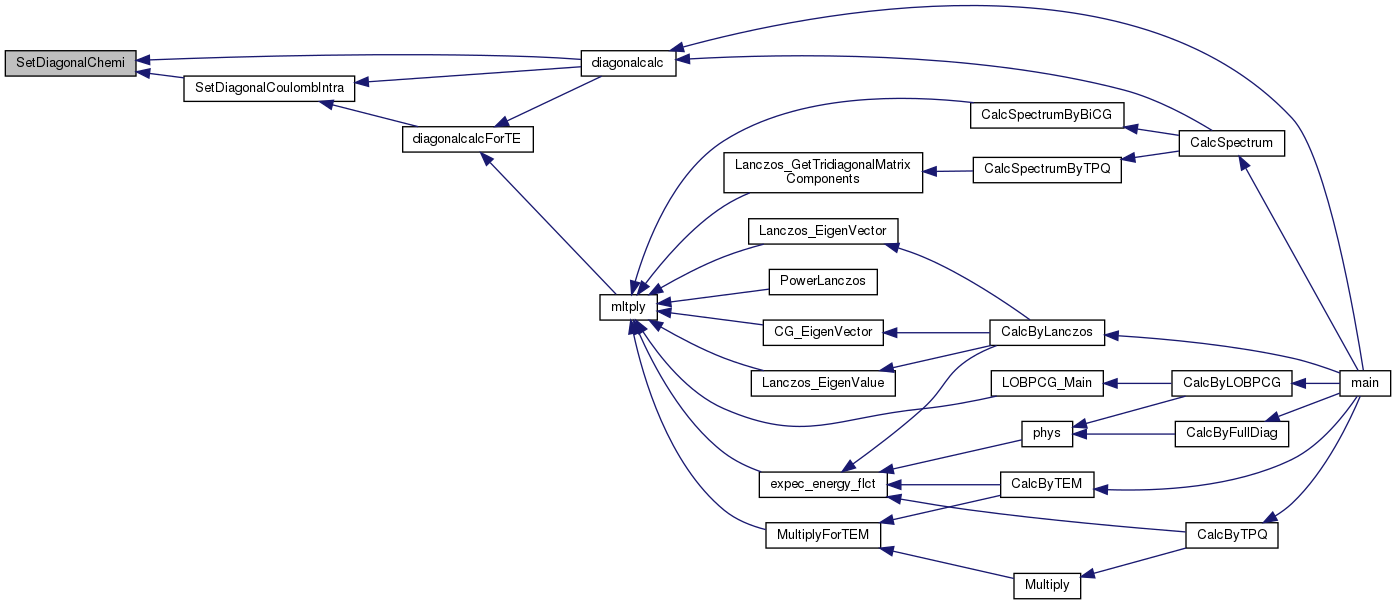 SetDiagonalChemi
diagonalcalc
SetDiagonalCoulombIntra
diagonalcalcForTE
CalcSpectrumByBiCG
CalcSpectrum
Lanczos_GetTridiagonalMatrix
Components
CalcSpectrumByTPQ
Lanczos_EigenVector
PowerLanczos
mltply
CG_EigenVector
CalcByLanczos
Lanczos_EigenValue
LOBPCG_Main
CalcByLOBPCG
main
phys
CalcByFullDiag
expec_energy_flct
CalcByTEM
MultiplyForTEM
CalcByTPQ
Multiply